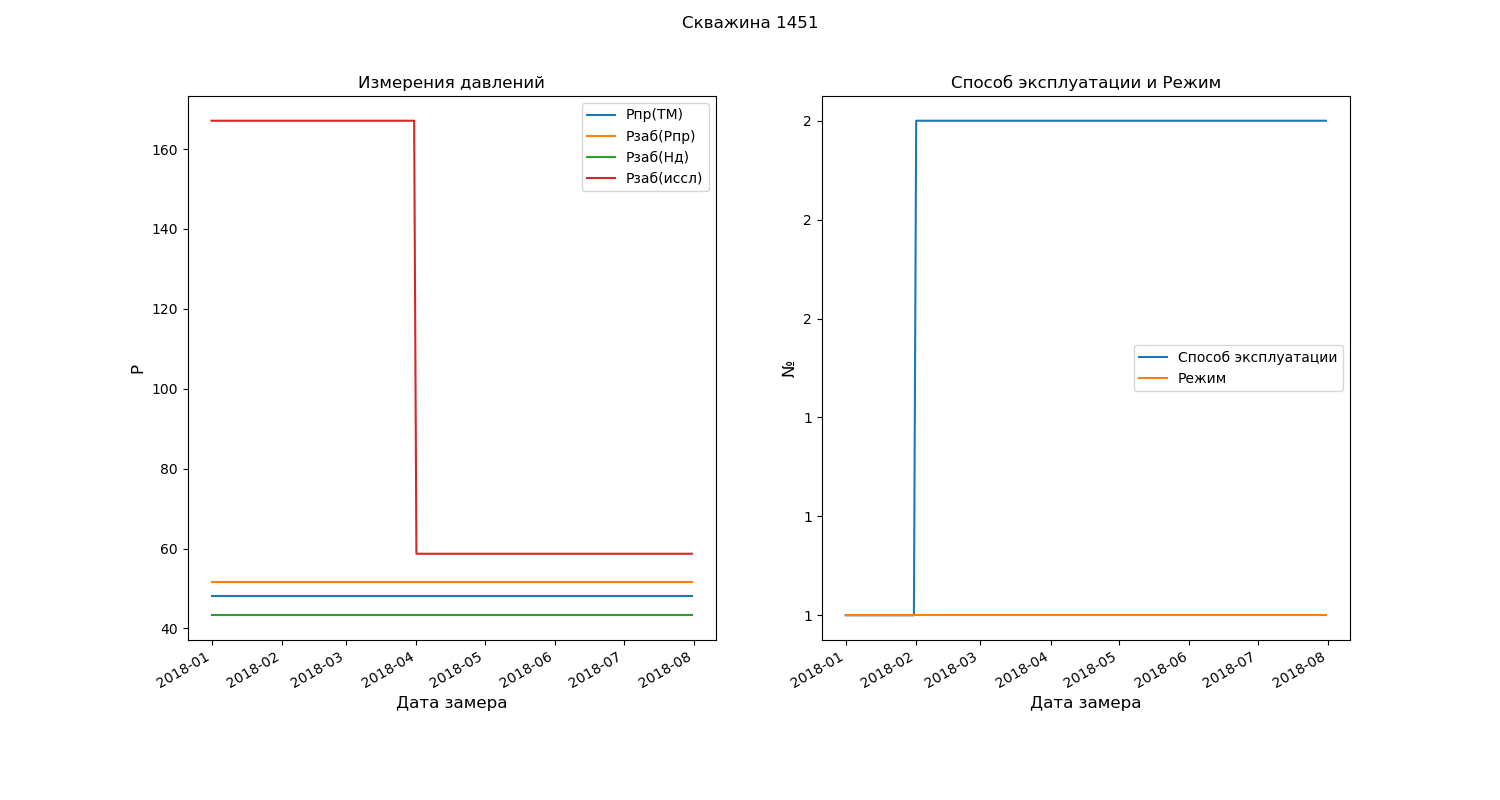 Скважина 1451
Измерения давлений
P
160
140
120
100
80
60
40
Рпр(ТМ)
Рзаб(Рпр)
Рзаб(Нд)
Рзаб(иссл)
2018-01
2018-02
2018-03
2018-04
2018-05
2018-06
2018-07
2018-08
Дата замера
Способ эксплуатации и Режим
№
2
2
2
1
1
1
Способ эксплуатации
Режим
2018-01
2018-02
2018-03
2018-04
2018-05
2018-06
2018-07
2018-08
Дата замера